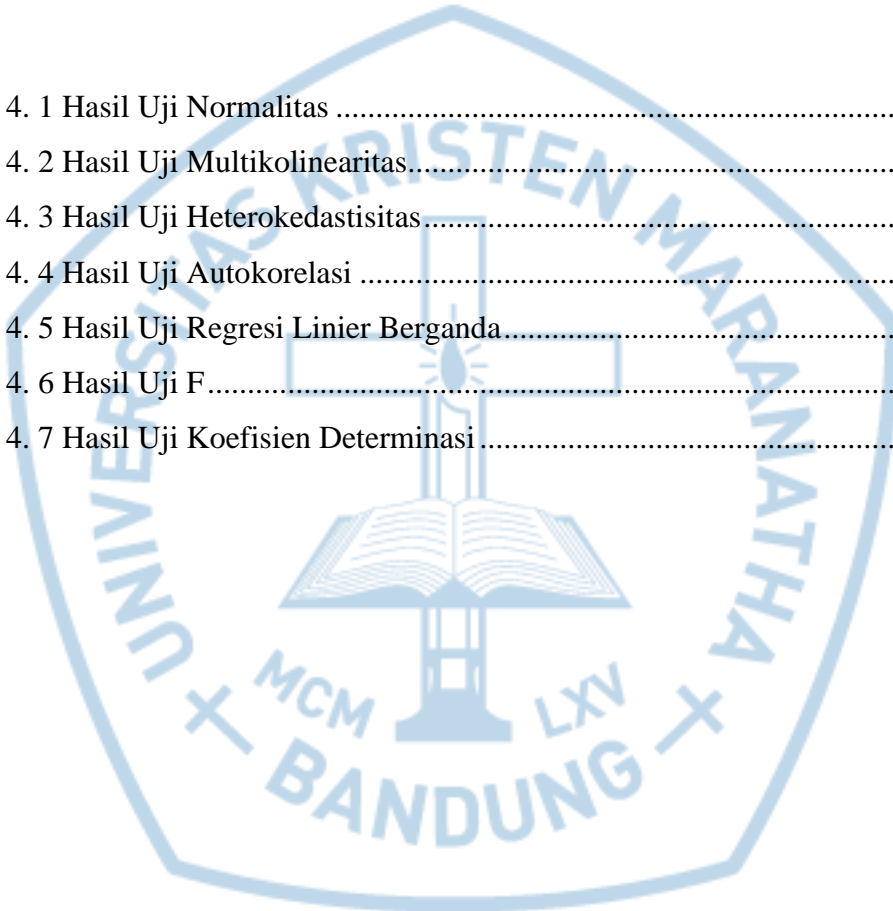 4. 1 Hasil Uji Normalitas ..........................................................................
4. 2 Hasil Uji Multikolinearitas..................................................................
4. 3 Hasil Uji Heterokedastisitas................................................................
4. 4 Hasil Uji Autokorelasi .......................................................................
4. 5 Hasil Uji Regresi Linier Berganda........................................................
4. 6 Hasil Uji F........................................................................................
4. 7 Hasil Uji Koefisien Determinasi ..........................................................
UNIVERSITAS KRISTEN MARANATHA
MCM LXV
BANDUNG